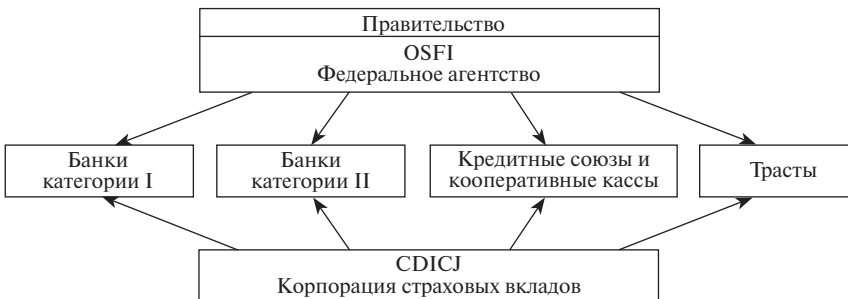 Правительство
OSFI
Федеральное агентство
Банки
категории I
Банки
категории II
Кредитные союзы и
кооперативные кассы
Трасты
CDICJ
Корпорация страховых вкладов